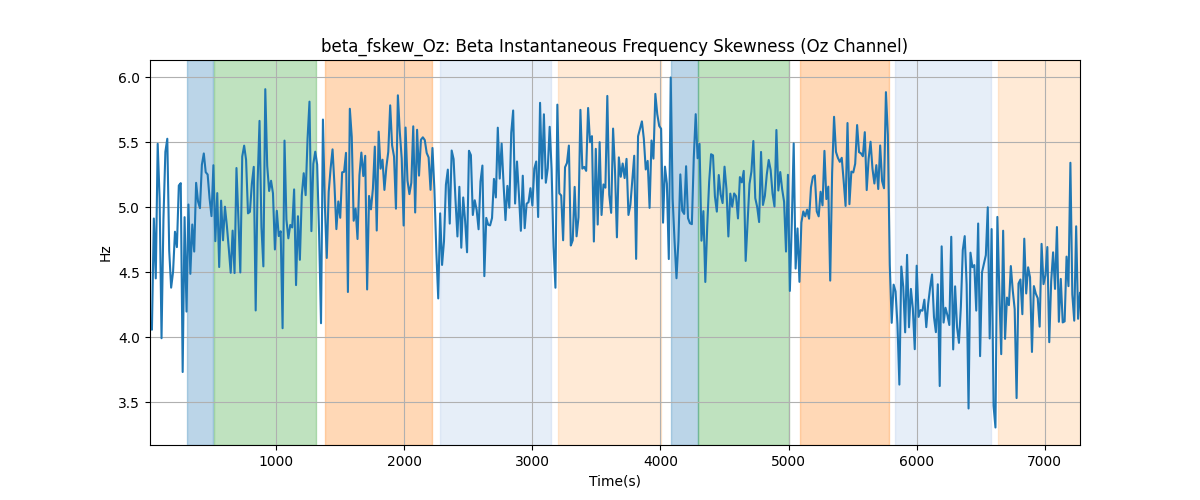 beta_fskew_Oz: Beta Instantaneous Frequency Skewness (Oz Channel)
6.0
5.5
5.0
4.5
4.0
3.5
Hz
1000 2000 3000 4000 5000 6000 7000
Time(s)